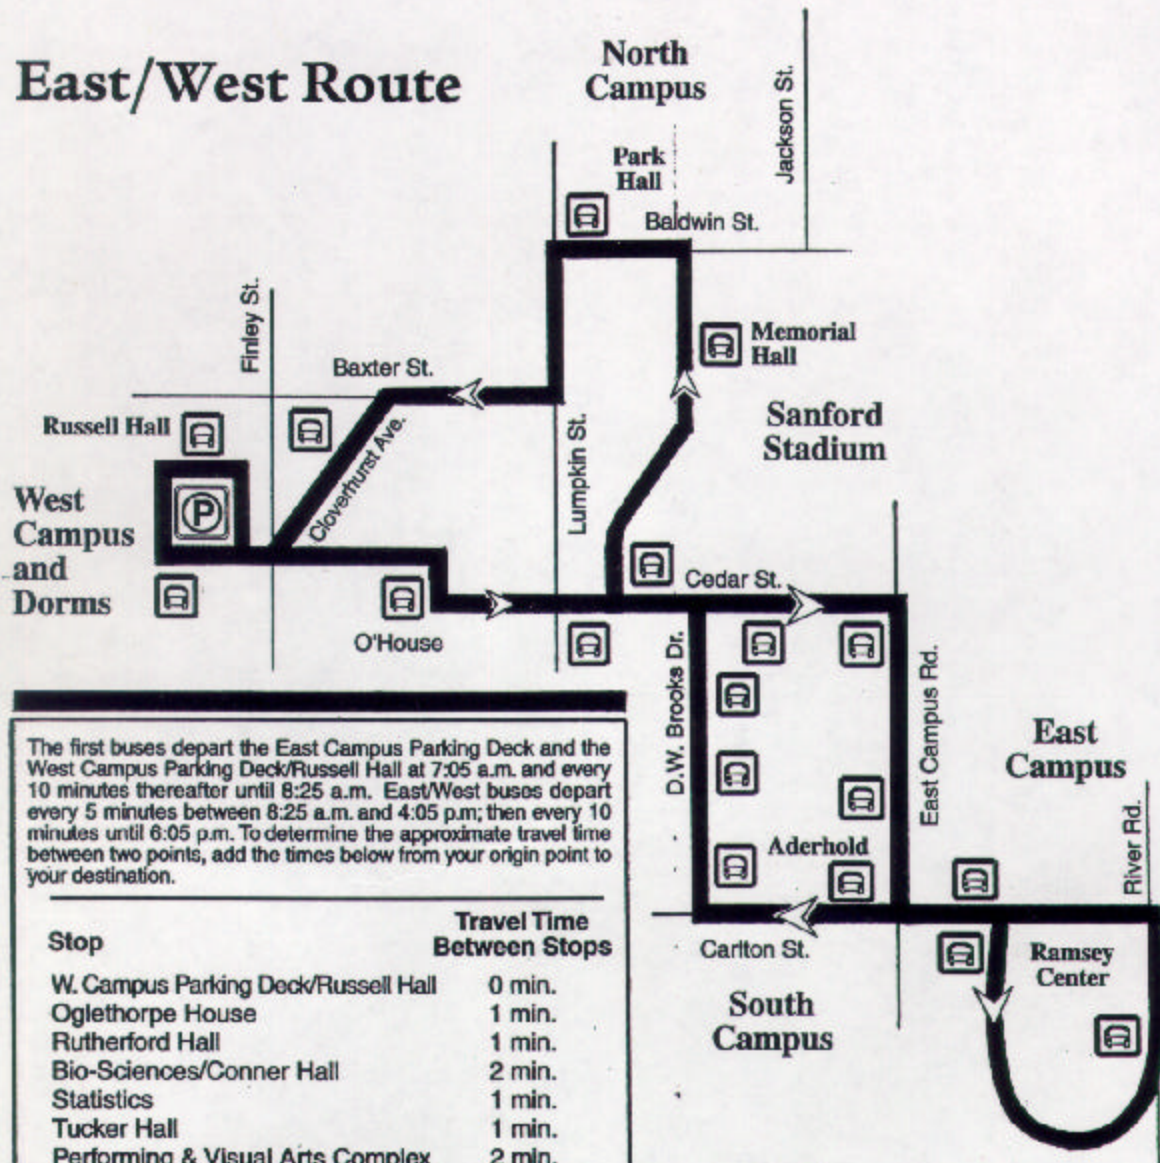 East/West Route
North
Campus
Jackson St.
Park
Hall
Baldwin St.
Finley St.
Memorial
Hall
Baxter St.
Sanford
Stadium
Russell Hall
Cloverhurst Ave.
Lumpkin St.
P
West
Campus
and
Dorms
Cedar St.
O'House
D.W. Brooks Dr.
East Campus Rd.
East
Campus
River Rd.
Aderhold
Carlton St.
Ramsey
Center
South
Campus
The first buses depart the East Campus Parking Deck and the
West Campus Parking Deck/Russell Hall at 7:05 a.m. and every
10 minutes thereafter until 8:25 a.m. East/West buses depart
every 5 minutes between 8:25 a.m. and 4:05 p.m; then every 10
minutes until 6:05 p.m. To determine the approximate travel time
between two points, add the times below from your origin point to
your destination.
Stop Travel Time
Between Stops
W. Campus Parking Deck/Russell Hall 0 min.
Oglethorpe House 1 min.
Rutherford Hall 1 min.
Bio-Sciences/Conner Hall 2 min.
Statistics 1 min.
Tucker Hall 1 min.
Performing & Visual Arts Complex 2 min.